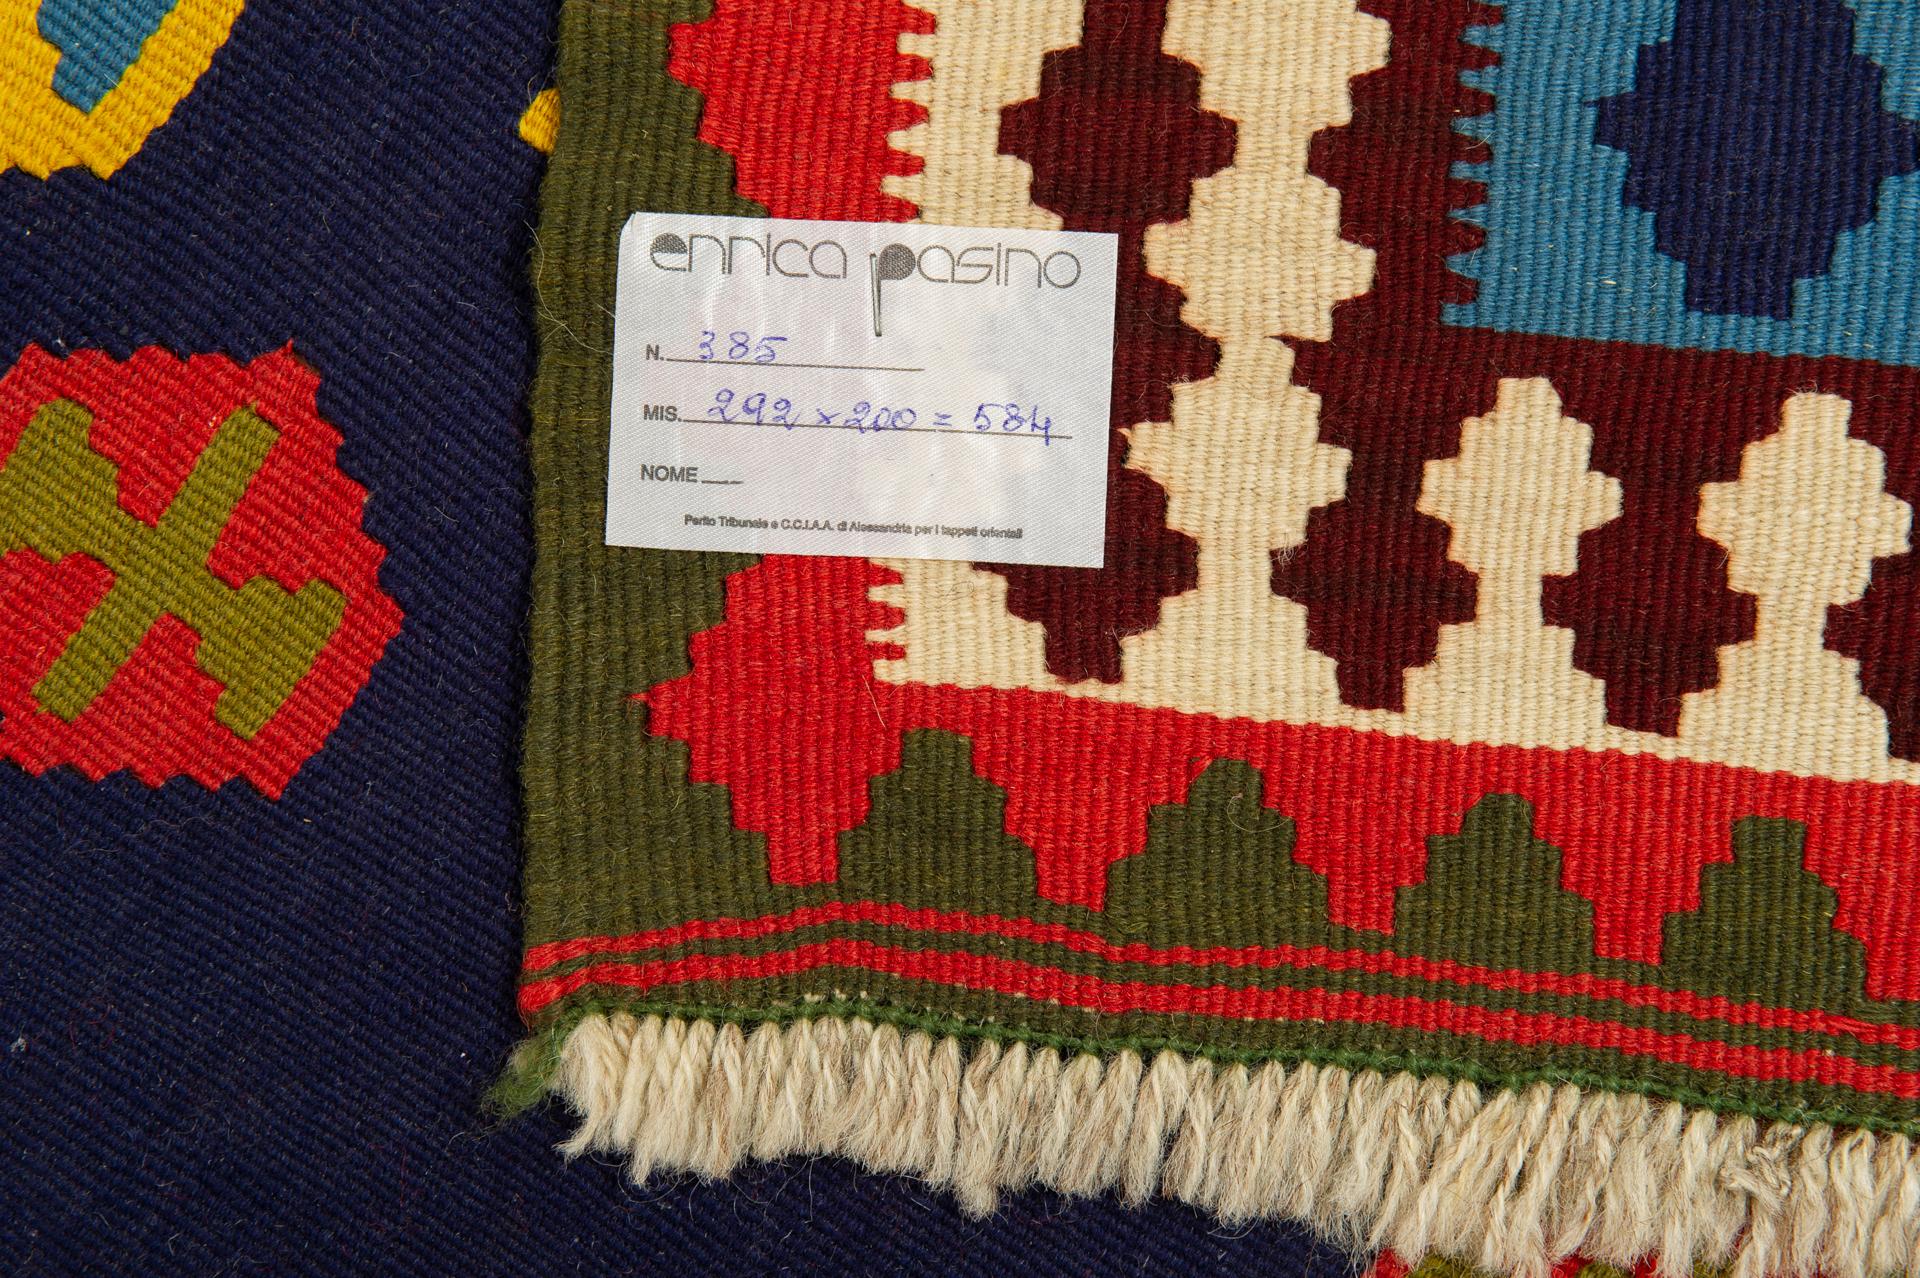 enrica pasino
N. 385
MIS. 292 x 200 = 584
NOME
Perito Tribunale e C.C.I.A.A. di Alessandria per i tappeti orientali